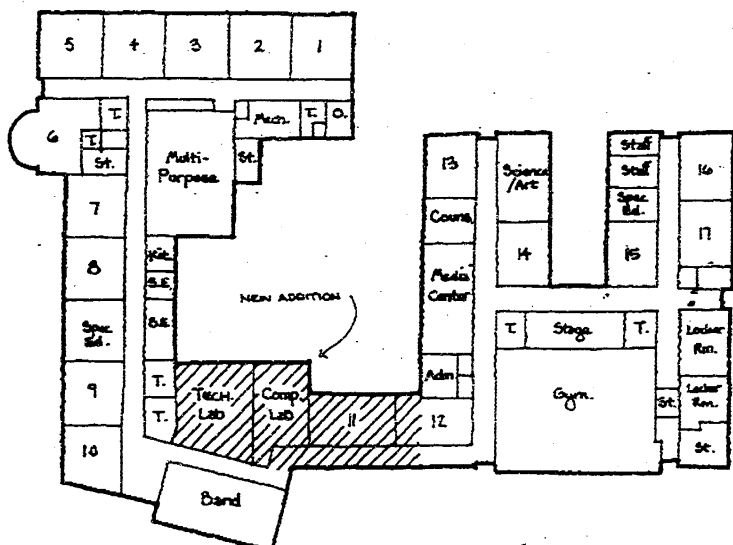 5
4
3
2
1
6
T.
T.
St.
Mech.
T.
O.
Multi-
Porpose
St.
7
8
Spec
Ed.
9
10
Kit.
S.E.
S.E.
T.
T.
NEW ADDITION
TECH.
Lab
Comp.
Lab
11
12
Band
13
Couns.
Media
Center
Adm
Science
/Art
14
Staff
Staff
Spec
Ed.
15
16
17
T.
Stage
T.
Gym.
St.
Locker
Rm.
Locker
Rm.
St.